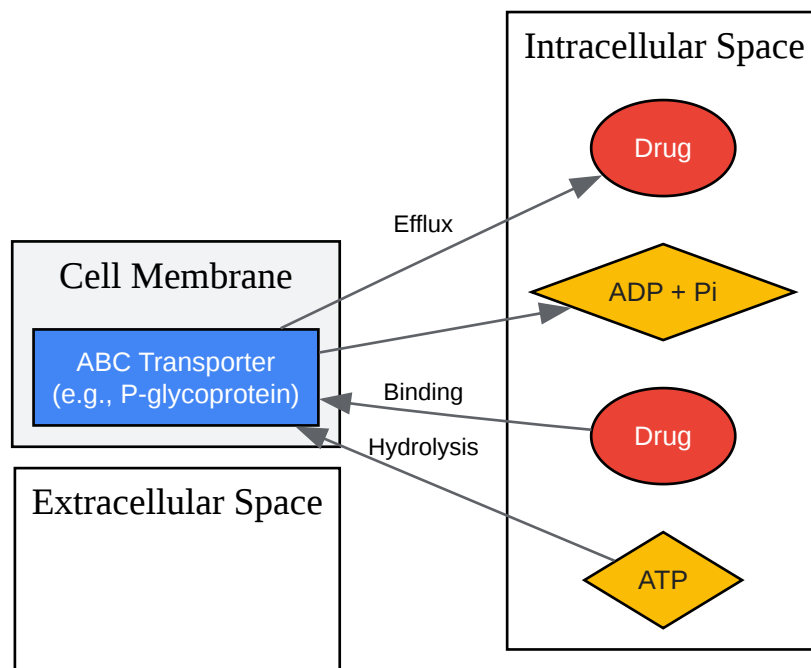 Intracellular Space
Drug
Efflux
Cell Membrane
ADP + Pi
ABC Transporter
(e.g., P-glycoprotein)
Binding
Drug
Hydrolysis
Extracellular Space
ATP